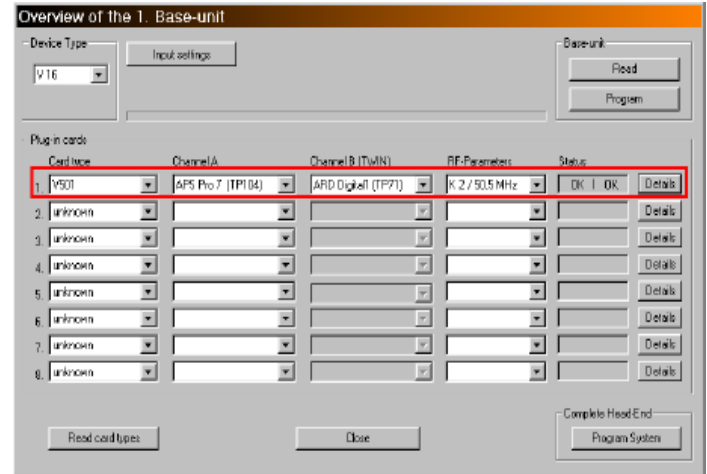 Overview of the 1. Base-unit
Device Type
V16
Input settings
Base-unit
Read
Program
Plug-in cards
Card type Channel A Channel B (TWIN) RF-Parameters Status
1. V501 APS Pro 7 (TP104) ARD Digital1 (TP71) K 2 / 50.5 MHz OK | OK Details
2. unknown Details
3. unknown Details
4. unknown Details
5. unknown Details
6. unknown Details
7. unknown Details
8. unknown Details
Complete Head-End
Read card types Close Program System